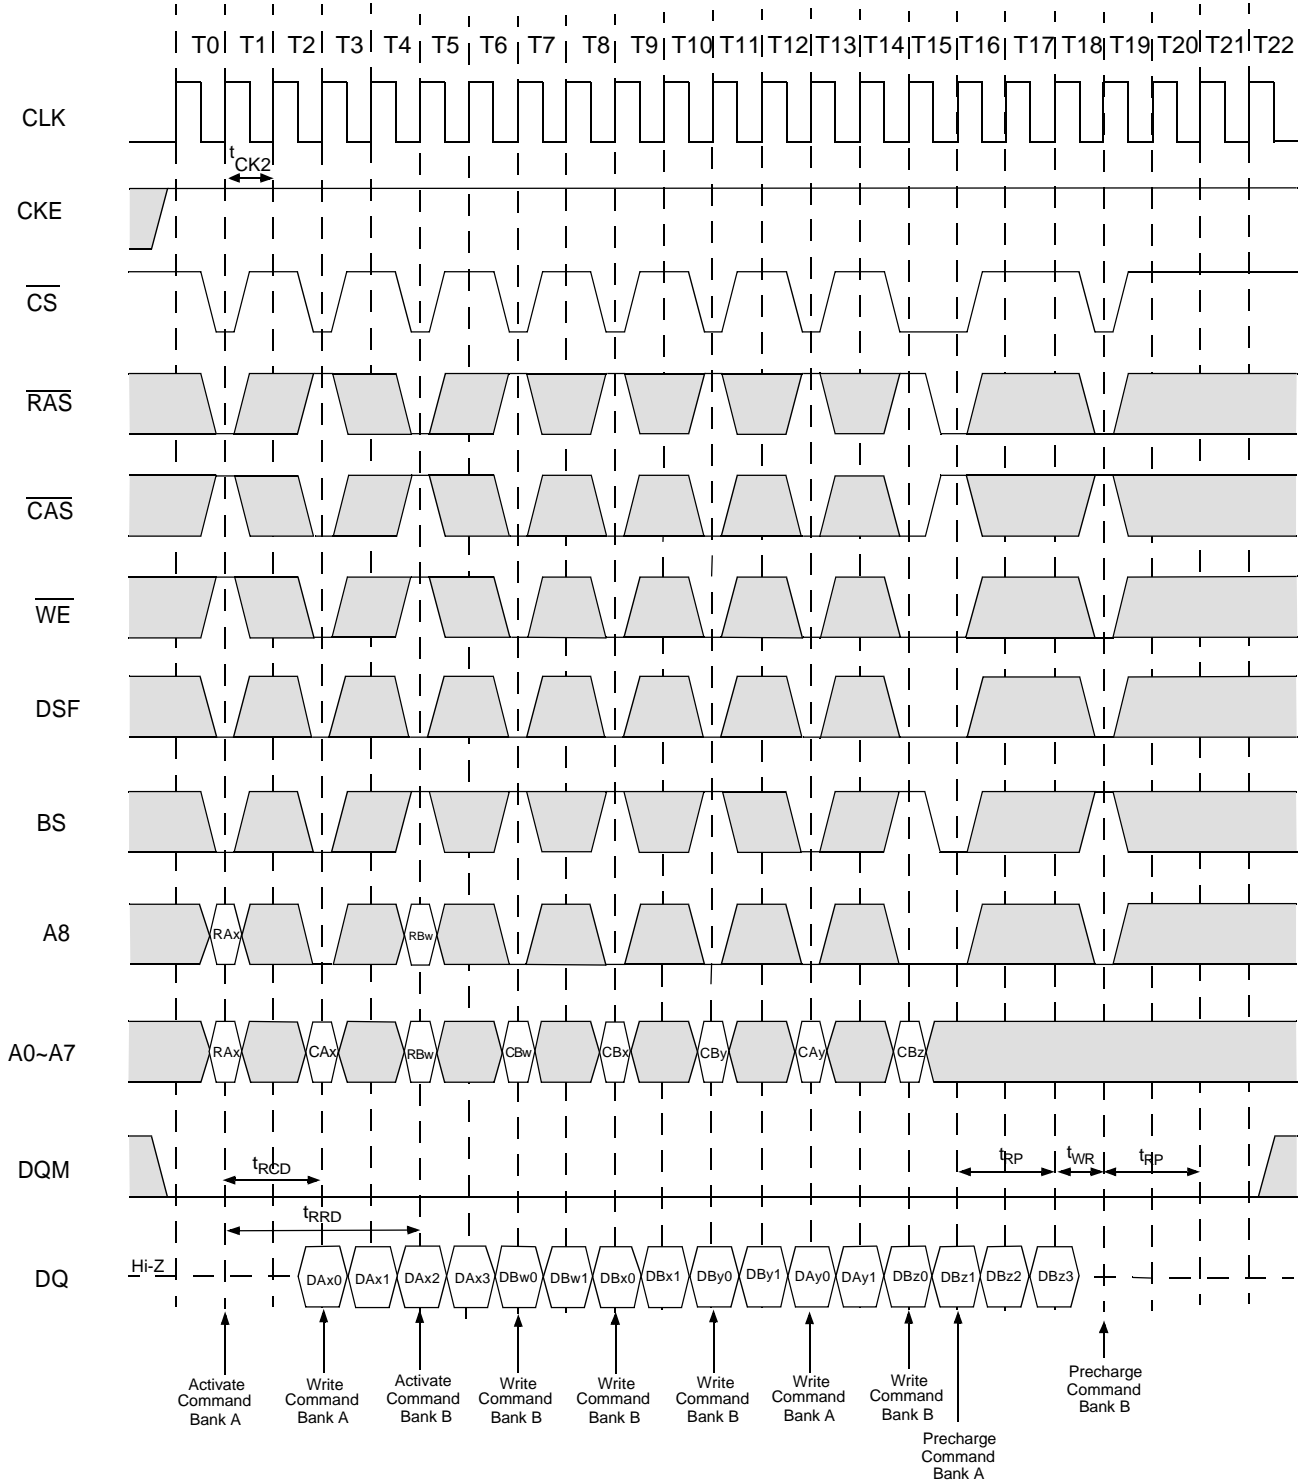 T0 T1 T2 T3 T4 T5 T6 T7 T8 T9 T10 T11 T12 T13 T14 T15 T16 T17 T18 T19 T20 T21 T22
CLK
tCK2
CKE
CS
RAS
CAS
WE
DSF
BS
A8
RAx RBw
A0~A7
RAx CAx RBw CBw CBx CBy CAy CBz
DQM
tRCD tRP tWR tRP
tRRD
DQ
Hi-Z
DAx0 DAx1 DAx2 DAx3 DBw0 DBw1 DBx0 DBx1 DBy0 DBy1 DAy0 DAy1 DBz0 DBz1 DBz2 DBz3
Activate
Command
Bank A
Write
Command
Bank A
Activate
Command
Bank B
Write
Command
Bank B
Write
Command
Bank B
Write
Command
Bank B
Write
Command
Bank A
Write
Command
Bank B
Precharge
Command
Bank A
Precharge
Command
Bank B